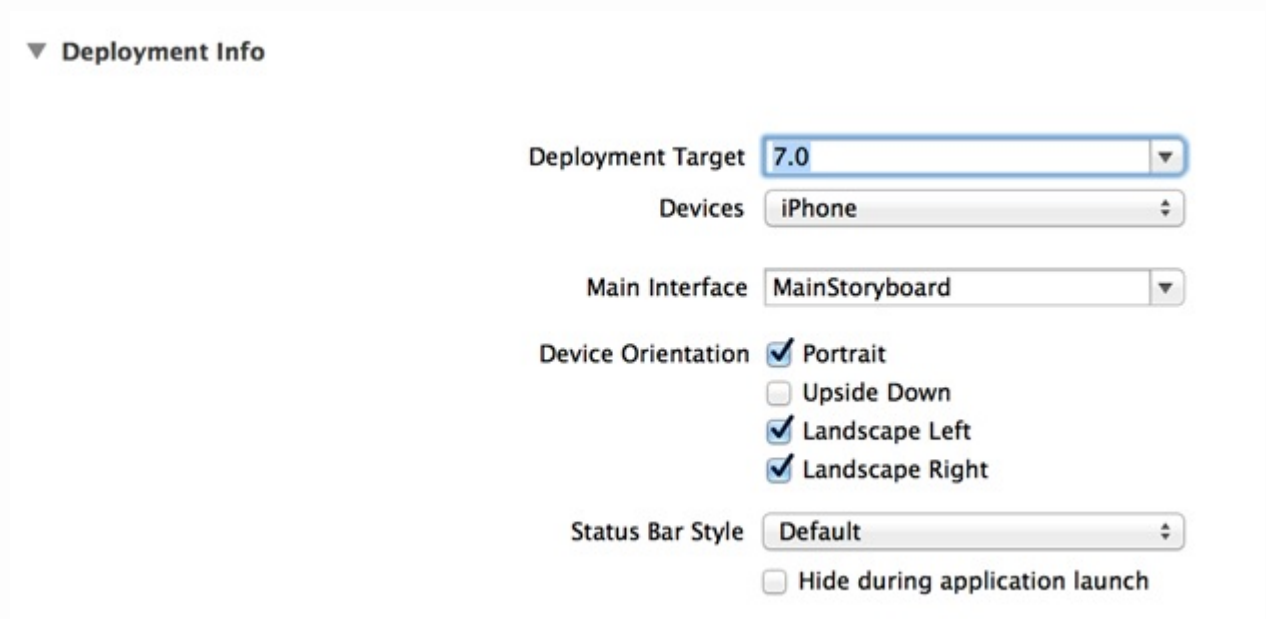 Deployment Info
Deployment Target 7.0
Devices iPhone
Main Interface MainStoryboard
Device Orientation Portrait
Upside Down
Landscape Left
Landscape Right
Status Bar Style Default
Hide during application launch